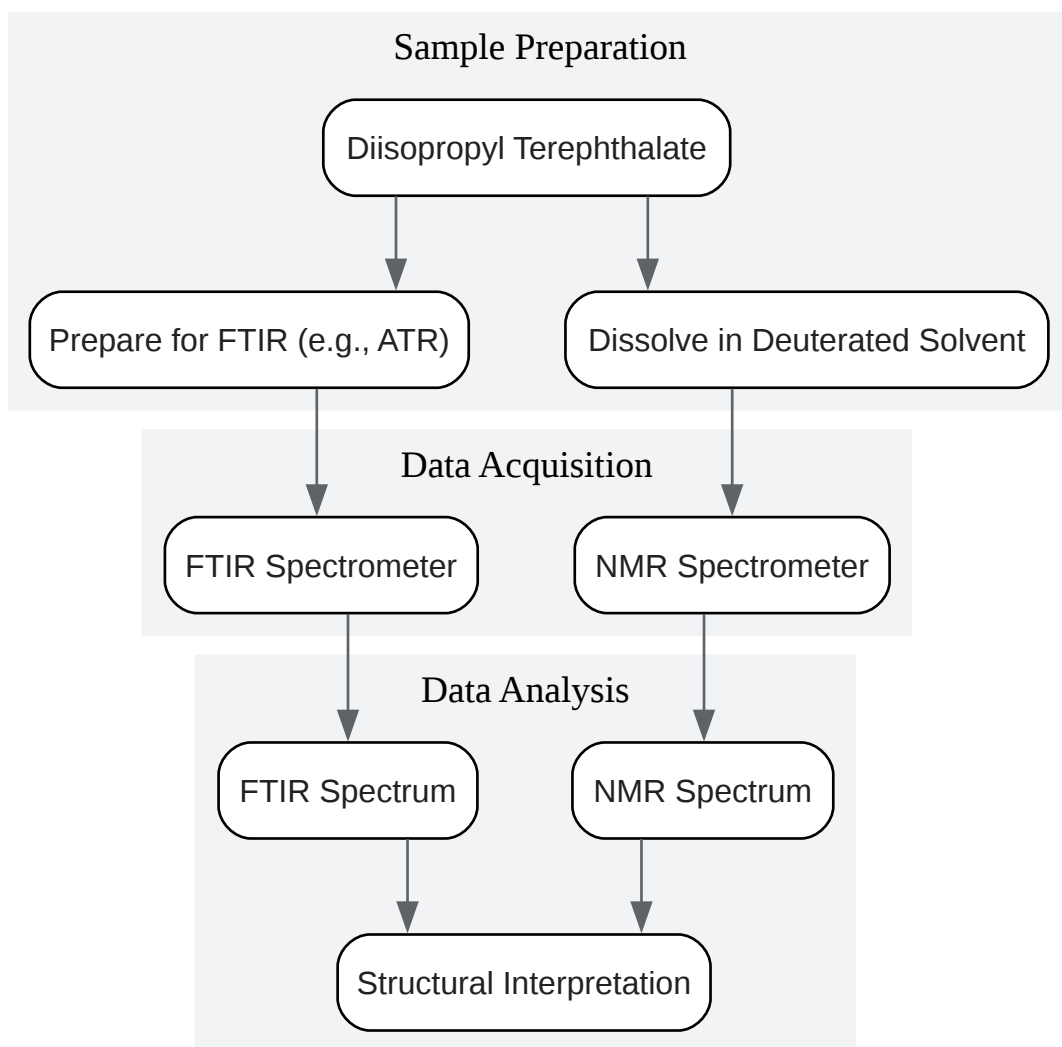 Sample Preparation
Diisopropyl Terephthalate
Prepare for FTIR (e.g., ATR)
Dissolve in Deuterated Solvent
Data Acquisition
FTIR Spectrometer
NMR Spectrometer
Data Analysis
FTIR Spectrum
NMR Spectrum
Structural Interpretation